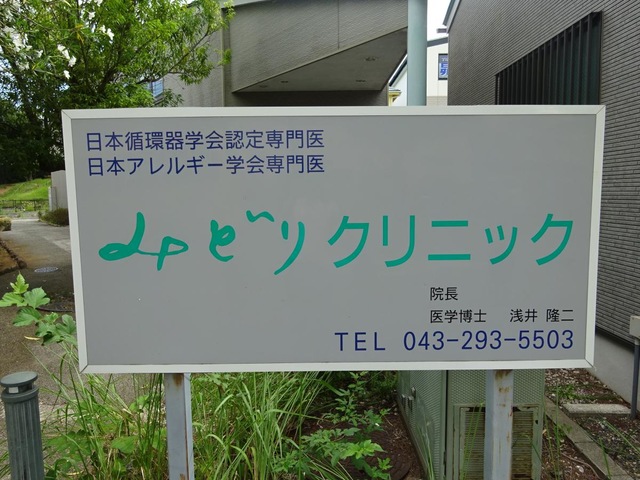 日本循環器学会認定専門医
日本アレルギー学会専門医
みどりクリニック
院長
医学博士 浅井 隆二
TEL 043-293-5503